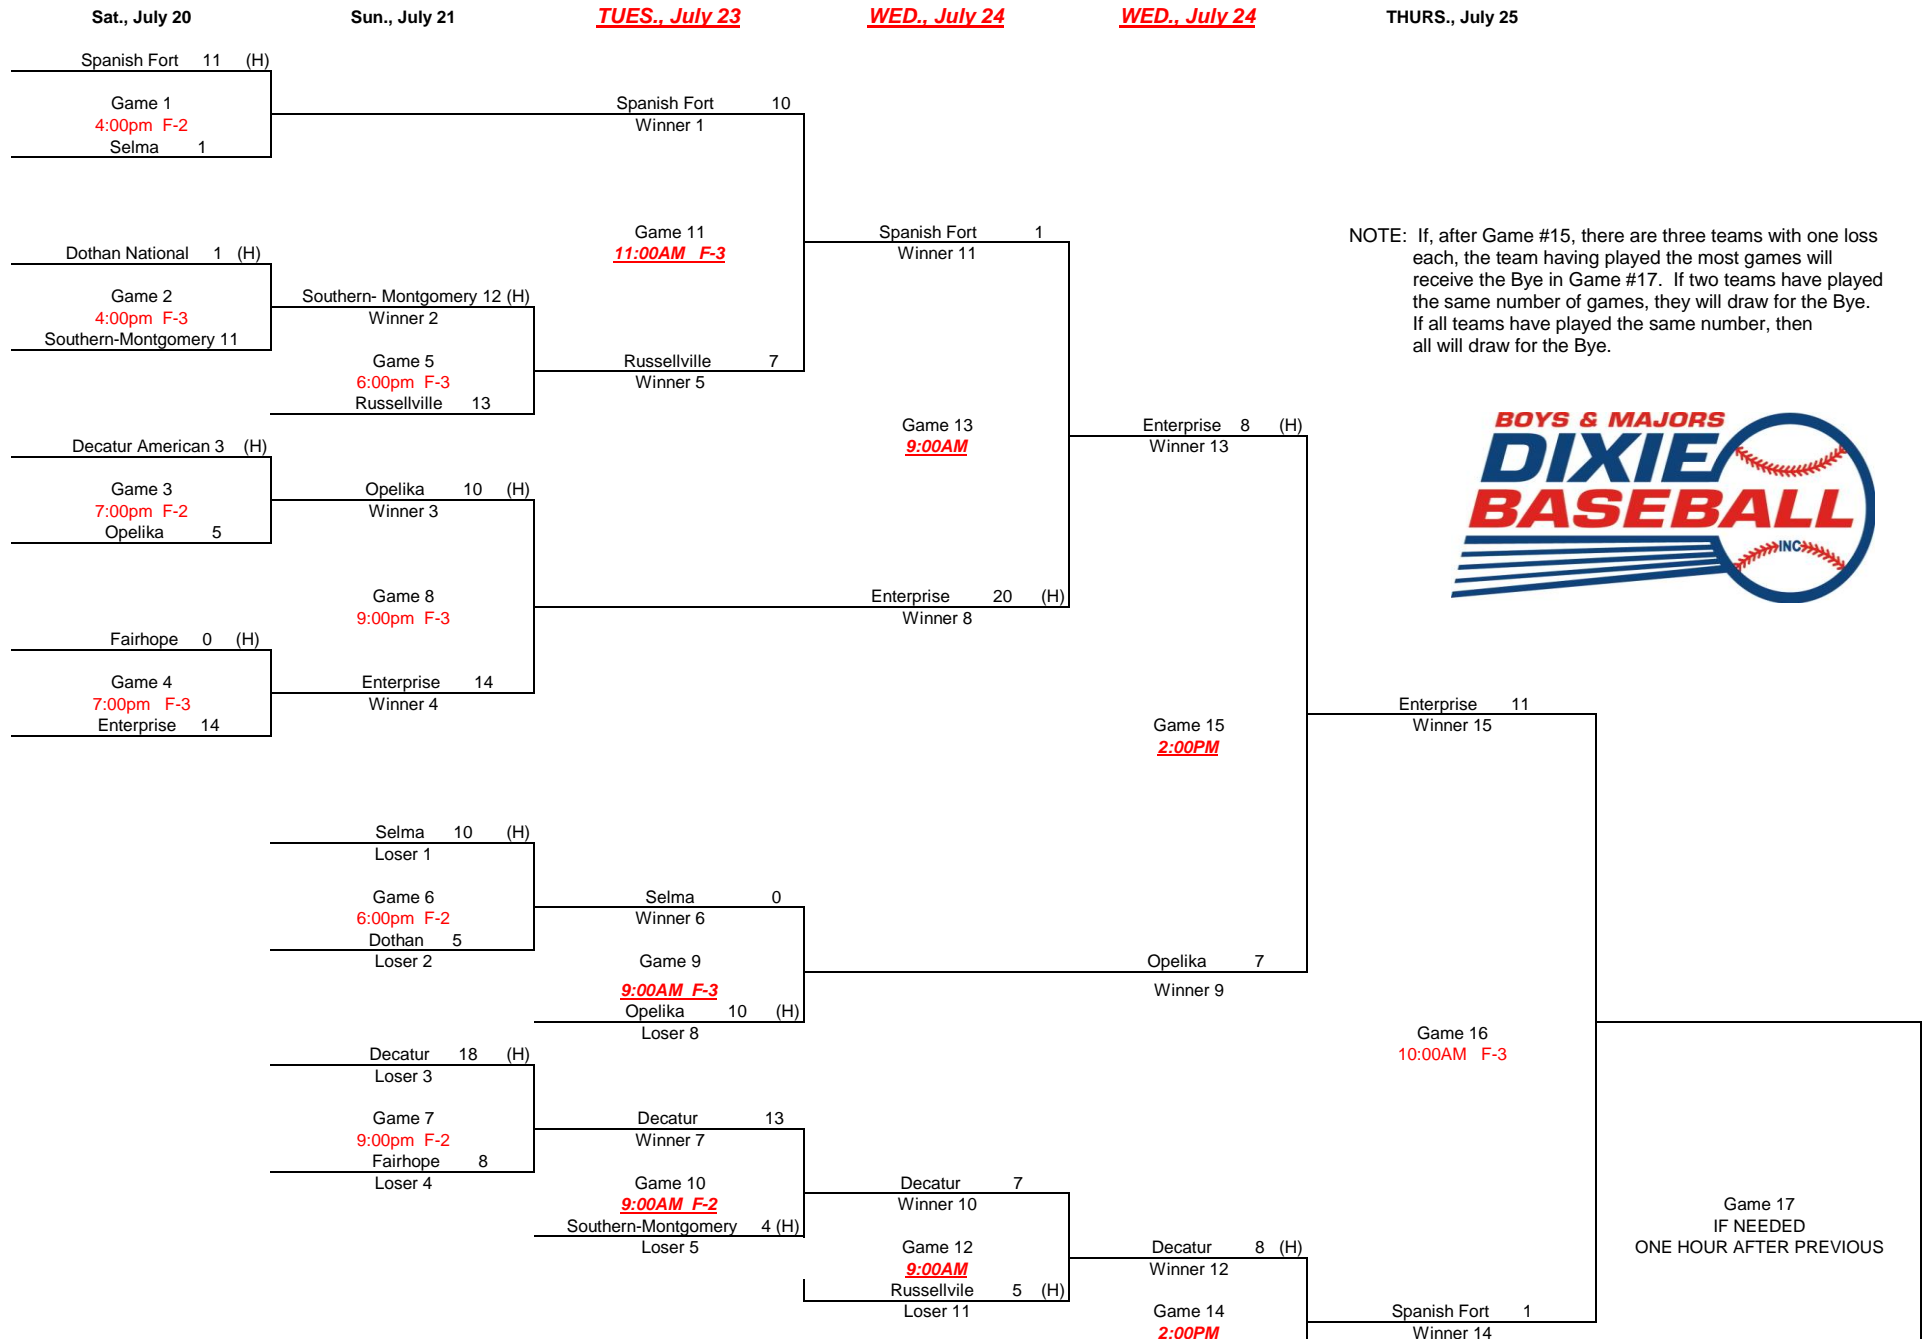 Sat., July 20
Sun., July 21
TUES., July 23
WED., July 24
WED., July 24
THURS., July 25
Spanish Fort 11 (H)
Game 1
4:00pm F-2
Selma 1
Dothan National 1 (H)
Game 2
4:00pm F-3
Southern-Montgomery 11
Decatur American 3 (H)
Game 3
7:00pm F-2
Opelika 5
Fairhope 0 (H)
Game 4
7:00pm F-3
Enterprise 14
Southern- Montgomery 12 (H)
Winner 2
Game 5
6:00pm F-3
Russellville 13
Opelika 10 (H)
Winner 3
Game 8
9:00pm F-3
Enterprise 14
Winner 4
Selma 10 (H)
Loser 1
Game 6
6:00pm F-2
Dothan 5
Loser 2
Decatur 18 (H)
Loser 3
Game 7
9:00pm F-2
Fairhope 8
Loser 4
Spanish Fort 10
Winner 1
Game 11
11:00AM F-3
Russellville 7
Winner 5
Selma 0
Winner 6
Game 9
9:00AM F-3
Opelika 10 (H)
Loser 8
Decatur 13
Winner 7
Game 10
9:00AM F-2
Southern-Montgomery 4 (H)
Loser 5
Spanish Fort 1
Winner 11
Game 13
9:00AM
Enterprise 20 (H)
Winner 8
Decatur 7
Winner 10
Game 12
9:00AM
Russellvile 5 (H)
Loser 11
Enterprise 8 (H)
Winner 13
Game 15
2:00PM
Opelika 7
Winner 9
Decatur 8 (H)
Winner 12
Game 14
2:00PM
NOTE: If, after Game #15, there are three teams with one loss
each, the team having played the most games will
receive the Bye in Game #17. If two teams have played
the same number of games, they will draw for the Bye.
If all teams have played the same number, then
all will draw for the Bye.
BOYS & MAJORS
DIXIE
BASEBALL
INC
Enterprise 11
Winner 15
Game 16
10:00AM F-3
Spanish Fort 1
Winner 14
Game 17
IF NEEDED
ONE HOUR AFTER PREVIOUS